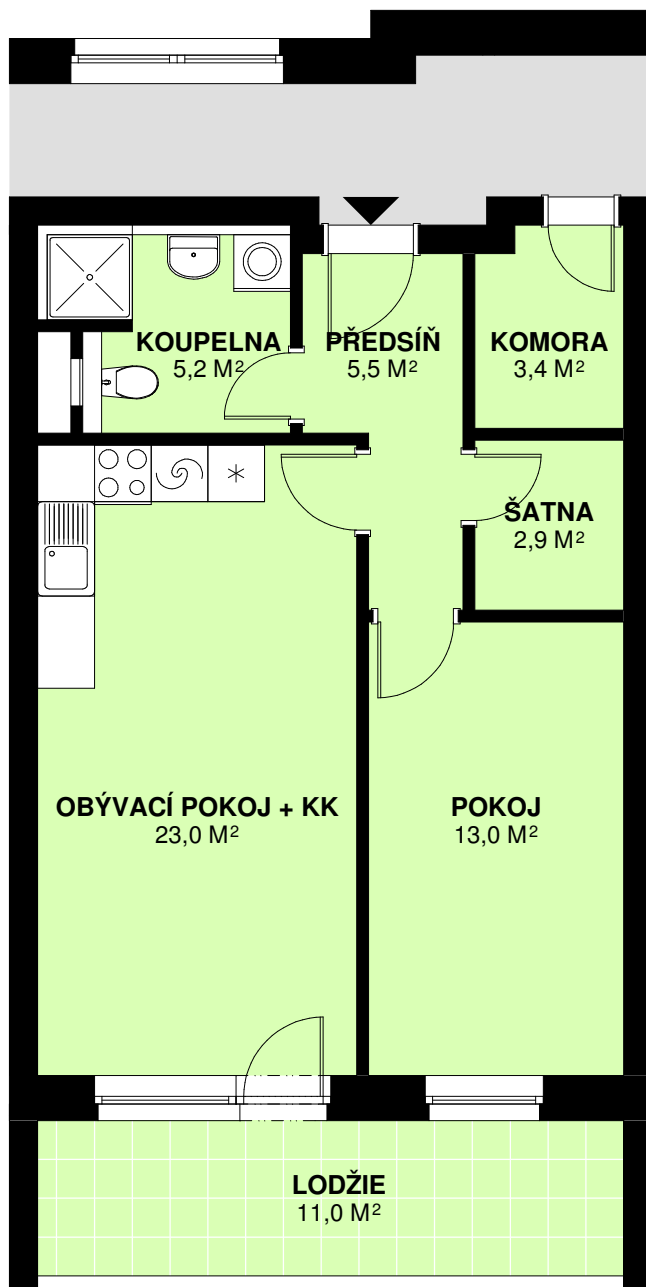 KOUPELNA
5,2 M²
PŘEDSÍŇ
5,5 M²
KOMORA
3,4 M²
ŠATNA
2,9 M²
OBÝVACÍ POKOJ + KK
23,0 M²
POKOJ
13,0 M²
LODŽIE
11,0 M²